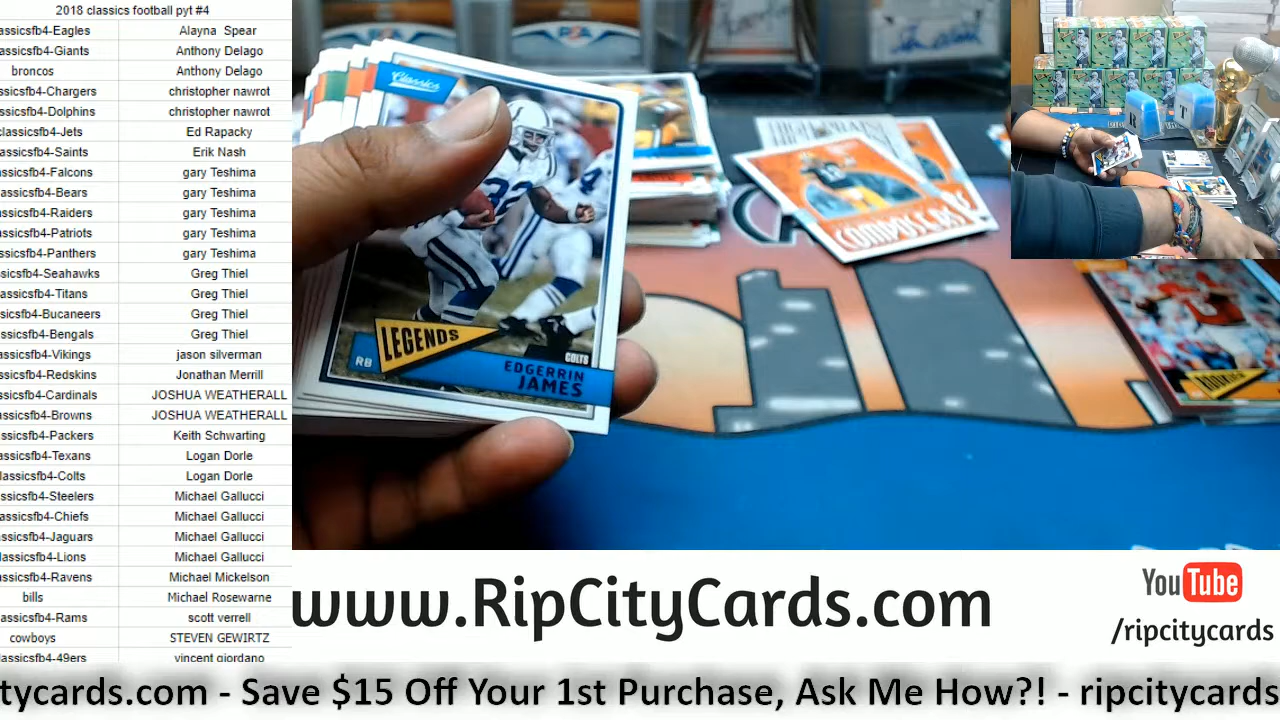 2018 classics football pyt #4
assicsfb4-Eagles Alayna Spear
assicsfb4-Giants Anthony Delago
broncos Anthony Delago
assicsfb4-Chargers christopher nawrot
assicsfb4-Dolphins christopher nawrot
classicsfb4-Jets Ed Rapacky
assicsfb4-Saints Erik Nash
assicsfb4-Falcons gary Teshima
assicsfb4-Bears gary Teshima
assicsfb4-Raiders gary Teshima
assicsfb4-Patriots gary Teshima
assicsfb4-Panthers gary Teshima
ssicsfb4-Seahawks Greg Thiel
assicsfb4-Titans Greg Thiel
sicsfb4-Bucaneers Greg Thiel
assicsfb4-Bengals Greg Thiel
assicsfb4-Vikings jason silverman
ssicsfb4-Redskins Jonathan Merrill
ssicsfb4-Cardinals JOSHUA WEATHERALL
assicsfb4-Browns JOSHUA WEATHERALL
assicsfb4-Packers Keith Schwarting
assicsfb4-Texans Logan Dorle
lassicsfb4-Colts Logan Dorle
ssicsfb4-Steelers Michael Gallucci
assicsfb4-Chiefs Michael Gallucci
assicsfb4-Jaguars Michael Gallucci
lassicsfb4-Lions Michael Gallucci
assicsfb4-Ravens Michael Mickelson
bills Michael Rosewarne
assicsfb4-Rams scott verrell
cowboys STEVEN GEWIRTZ
lassicsfb4-49ers vincent giordano
Classics
LEGENDS
COLTS
RB
EDGERRIN
JAMES
R T
www.RipCityCards.com
YouTube
/ripcitycards
tycards.com - Save $15 Off Your 1st Purchase, Ask Me How?! - ripcitycards